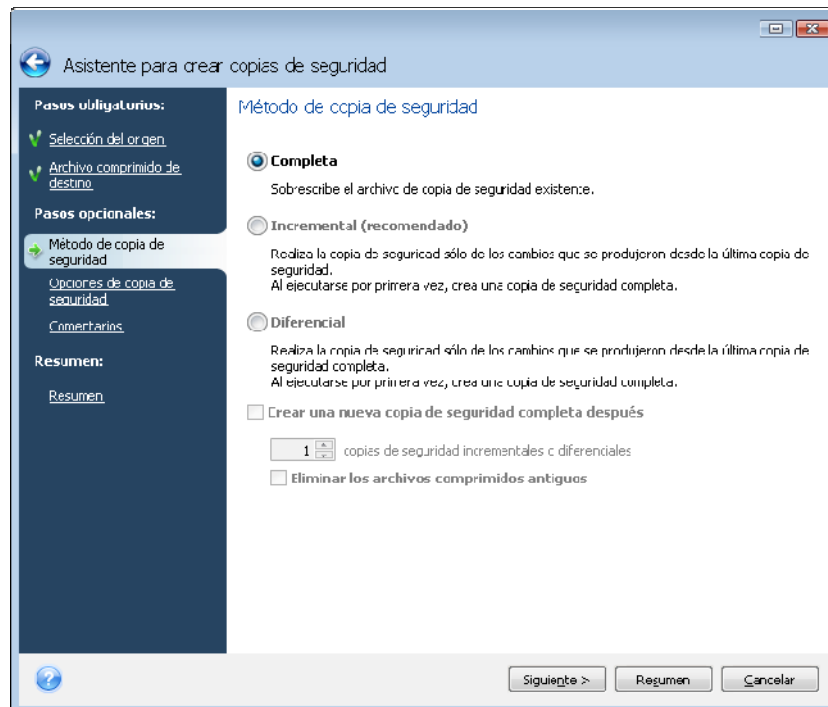 Asistente para crear copias de seguridad
Pasos obligatorios:
Selección del origen
Archivo comprimido de
destino
Pasos opcionales:
Método de copia de
seguridad
Opciones de copia de
seguridad
Comentarios
Resumen:
Resumen
Método de copia de seguridad
Completa
Sobrescribe el archivo de copia de seguridad existente.
Incremental (recomendado)
Realiza la copia de seguridad sólo de los cambios que se produjeron desde la última copia de
seguridad.
Al ejecutarse por primera vez, crea una copia de seguridad completa.
Diferencial
Realiza la copia de seguridad sólo de los cambios que se produjeron desde la última copia de
seguridad completa.
Al ejecutarse por primera vez, crea una copia de seguridad completa.
Crear una nueva copia de seguridad completa después
1 copias de seguridad incrementales o diferenciales
Eliminar los archivos comprimidos antiguos
Siguiente >
Resumen
Cancelar